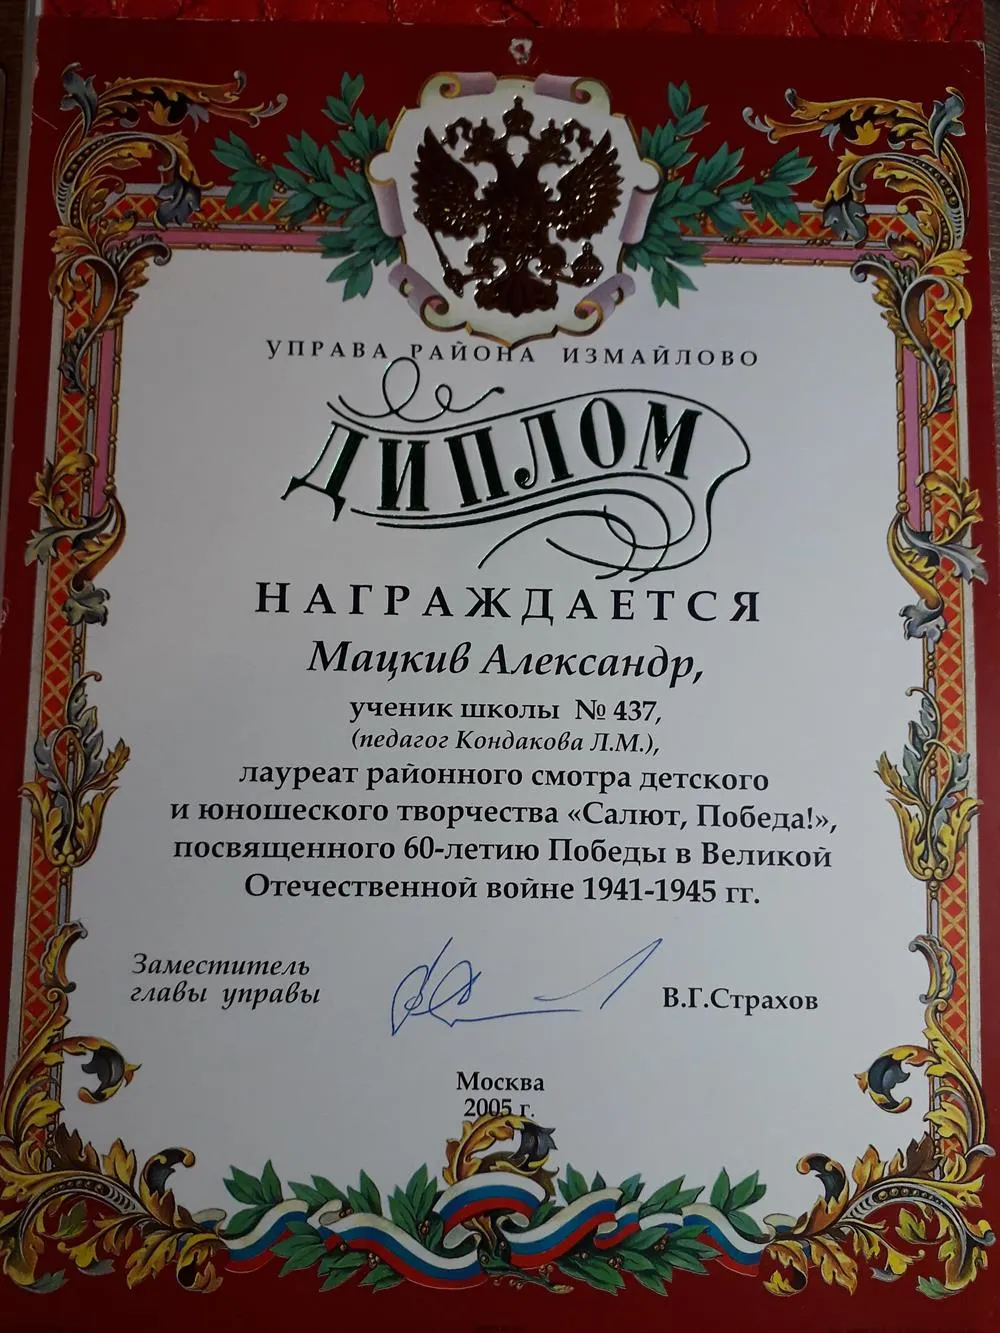 УПРАВА РАЙОНА ИЗМАЙЛОВО
ДИПЛОМ
НАГРАЖДАЕТСЯ
Мацкив Александр,
ученик школы № 437,
(педагог Кондакова Л.М.),
лауреат районного смотра детского
и юношеского творчества «Салют, Победа!»,
посвященного 60-летию Победы в Великой
Отечественной войне 1941-1945 гг.
Заместитель
главы управы
В.Г.Страхов
Москва
2005 г.